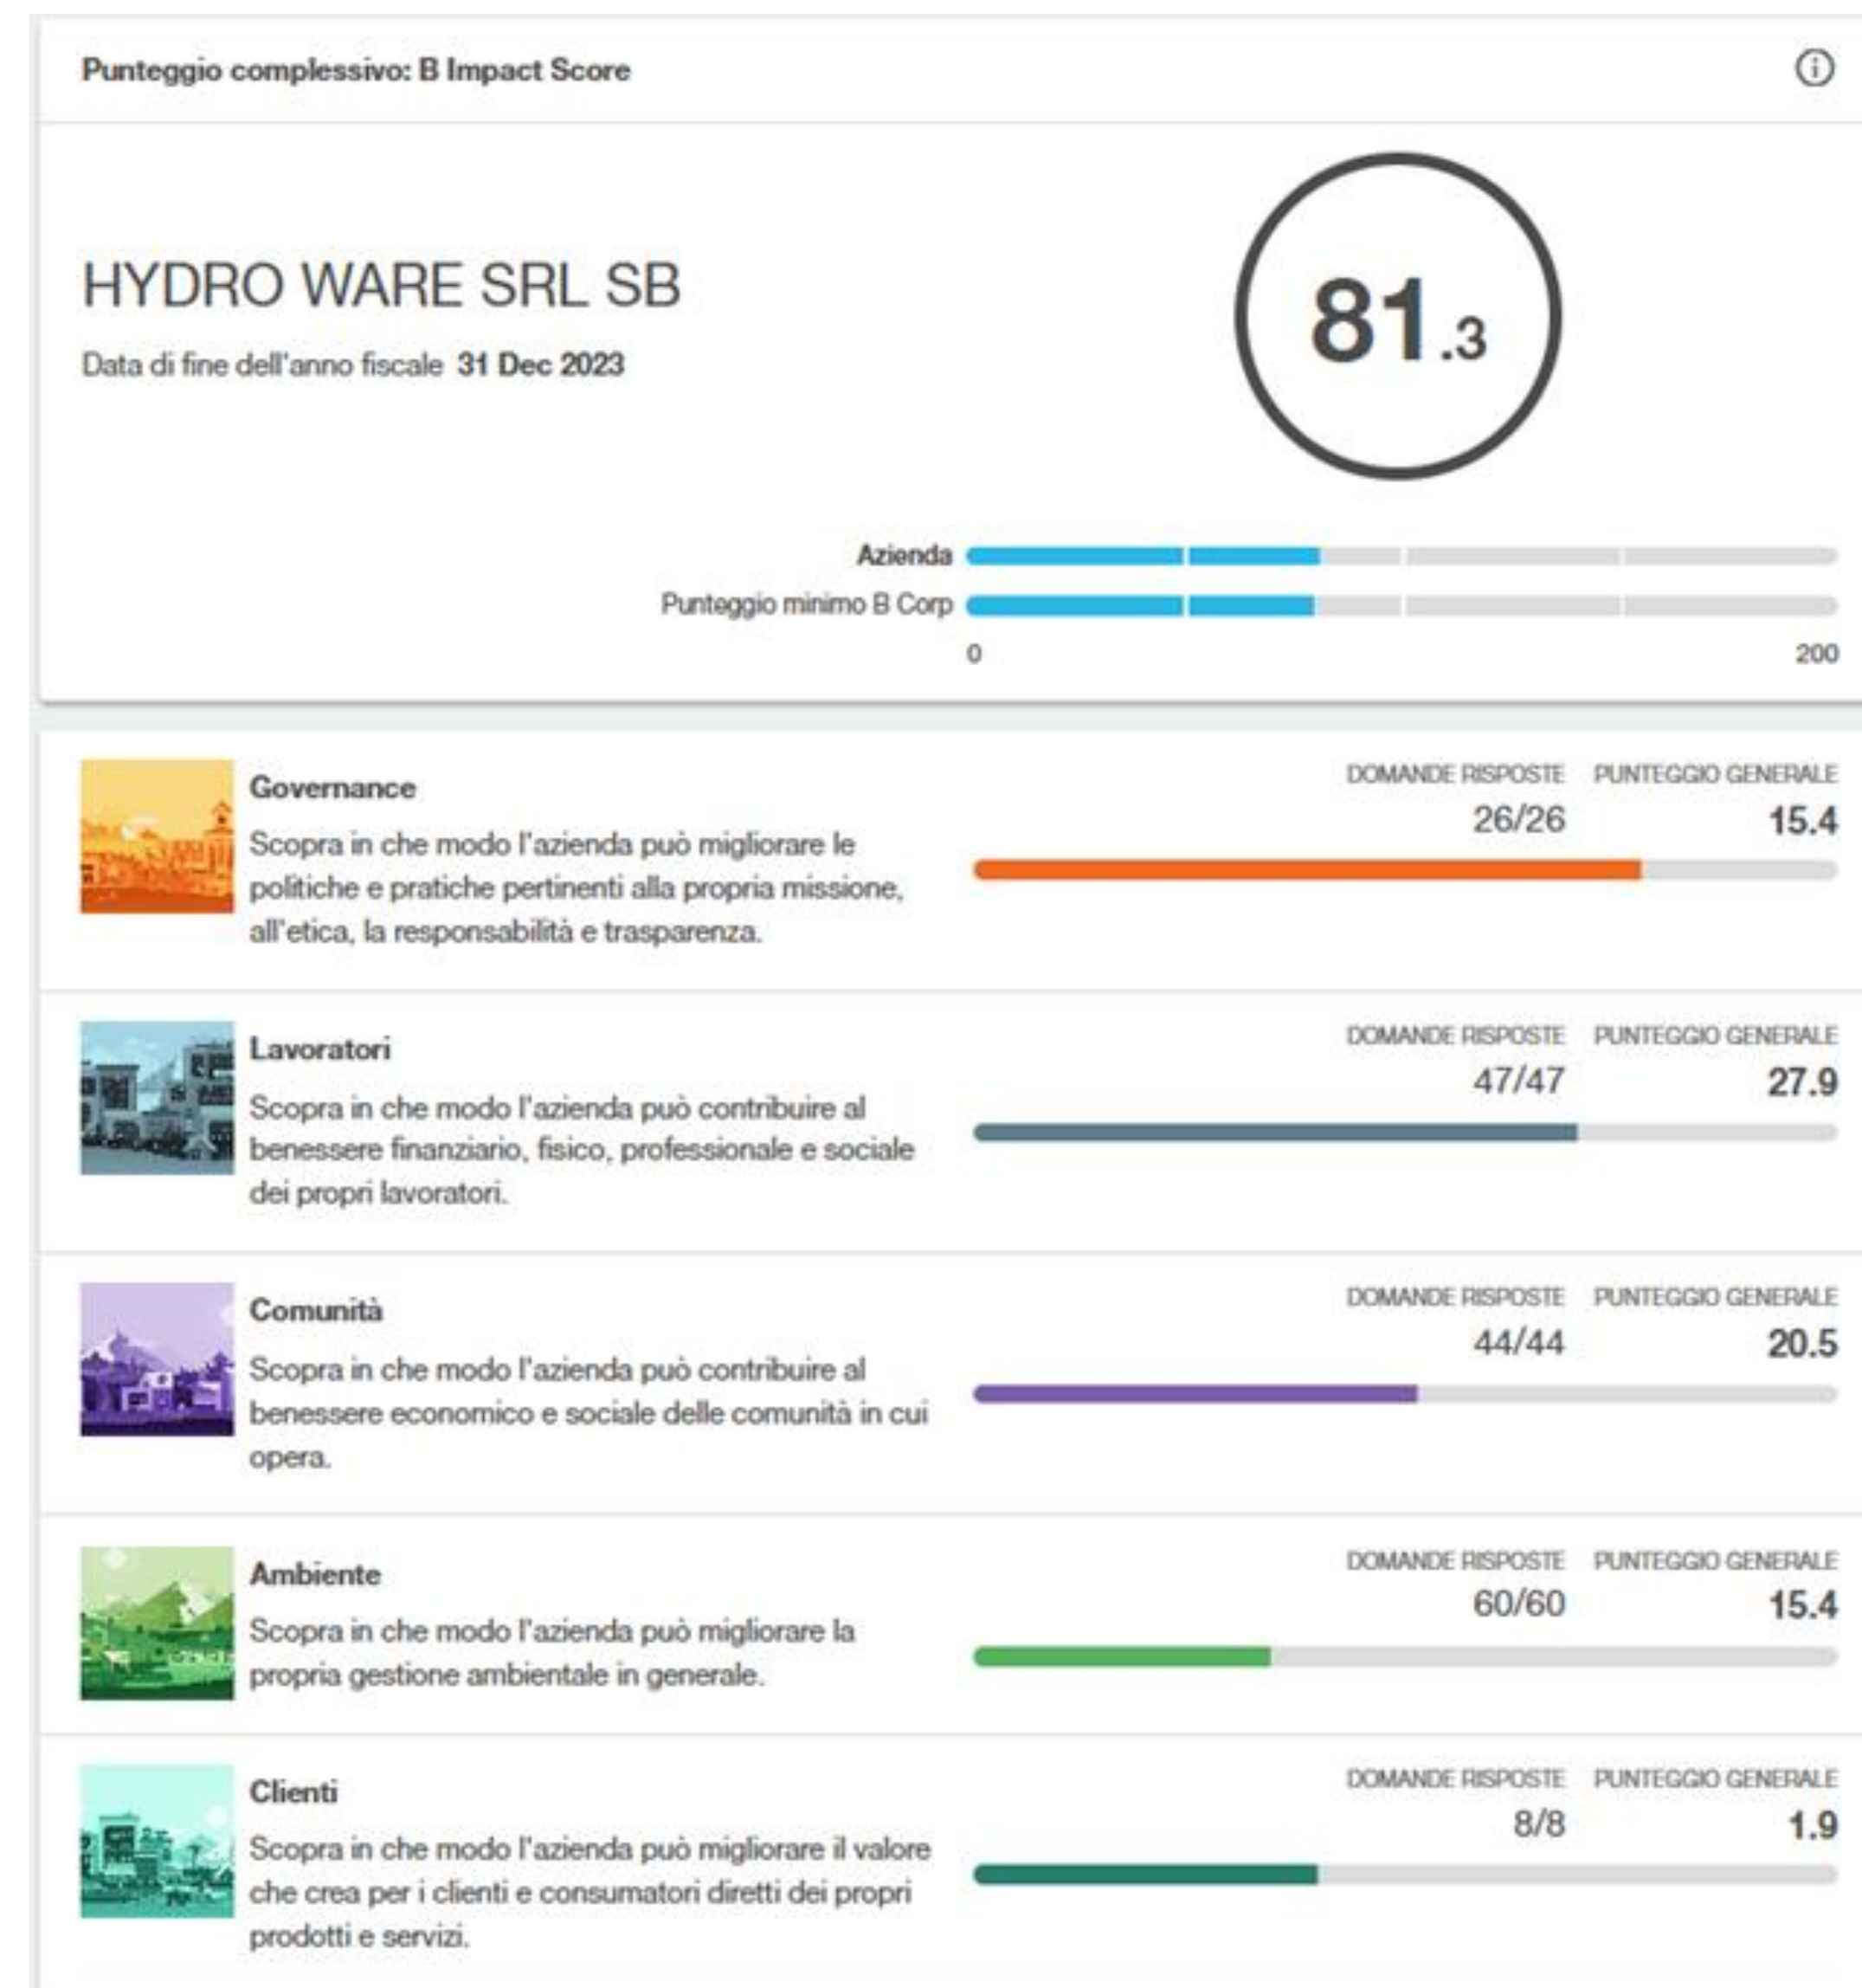 Punteggio complessivo: B Impact Score
HYDRO WARE SRL SB
Data di fine dell'anno fiscale 31 Dec 2023
81.3
Azienda
Punteggio minimo B Corp
0 200
Governance
Scopra in che modo l'azienda può migliorare le
politiche e pratiche pertinenti alla propria missione,
all'etica, la responsabilità e trasparenza.
DOMANDE RISPOSTE PUNTEGGIO GENERALE
26/26 15.4
Lavoratori
Scopra in che modo l'azienda può contribuire al
benessere finanziario, fisico, professionale e sociale
dei propri lavoratori.
DOMANDE RISPOSTE PUNTEGGIO GENERALE
47/47 27.9
Comunità
Scopra in che modo l'azienda può contribuire al
benessere economico e sociale delle comunità in cui
opera.
DOMANDE RISPOSTE PUNTEGGIO GENERALE
44/44 20.5
Ambiente
Scopra in che modo l'azienda può migliorare la
propria gestione ambientale in generale.
DOMANDE RISPOSTE PUNTEGGIO GENERALE
60/60 15.4
Clienti
Scopra in che modo l'azienda può migliorare il valore
che crea per i clienti e consumatori diretti dei propri
prodotti e servizi.
DOMANDE RISPOSTE PUNTEGGIO GENERALE
8/8 1.9